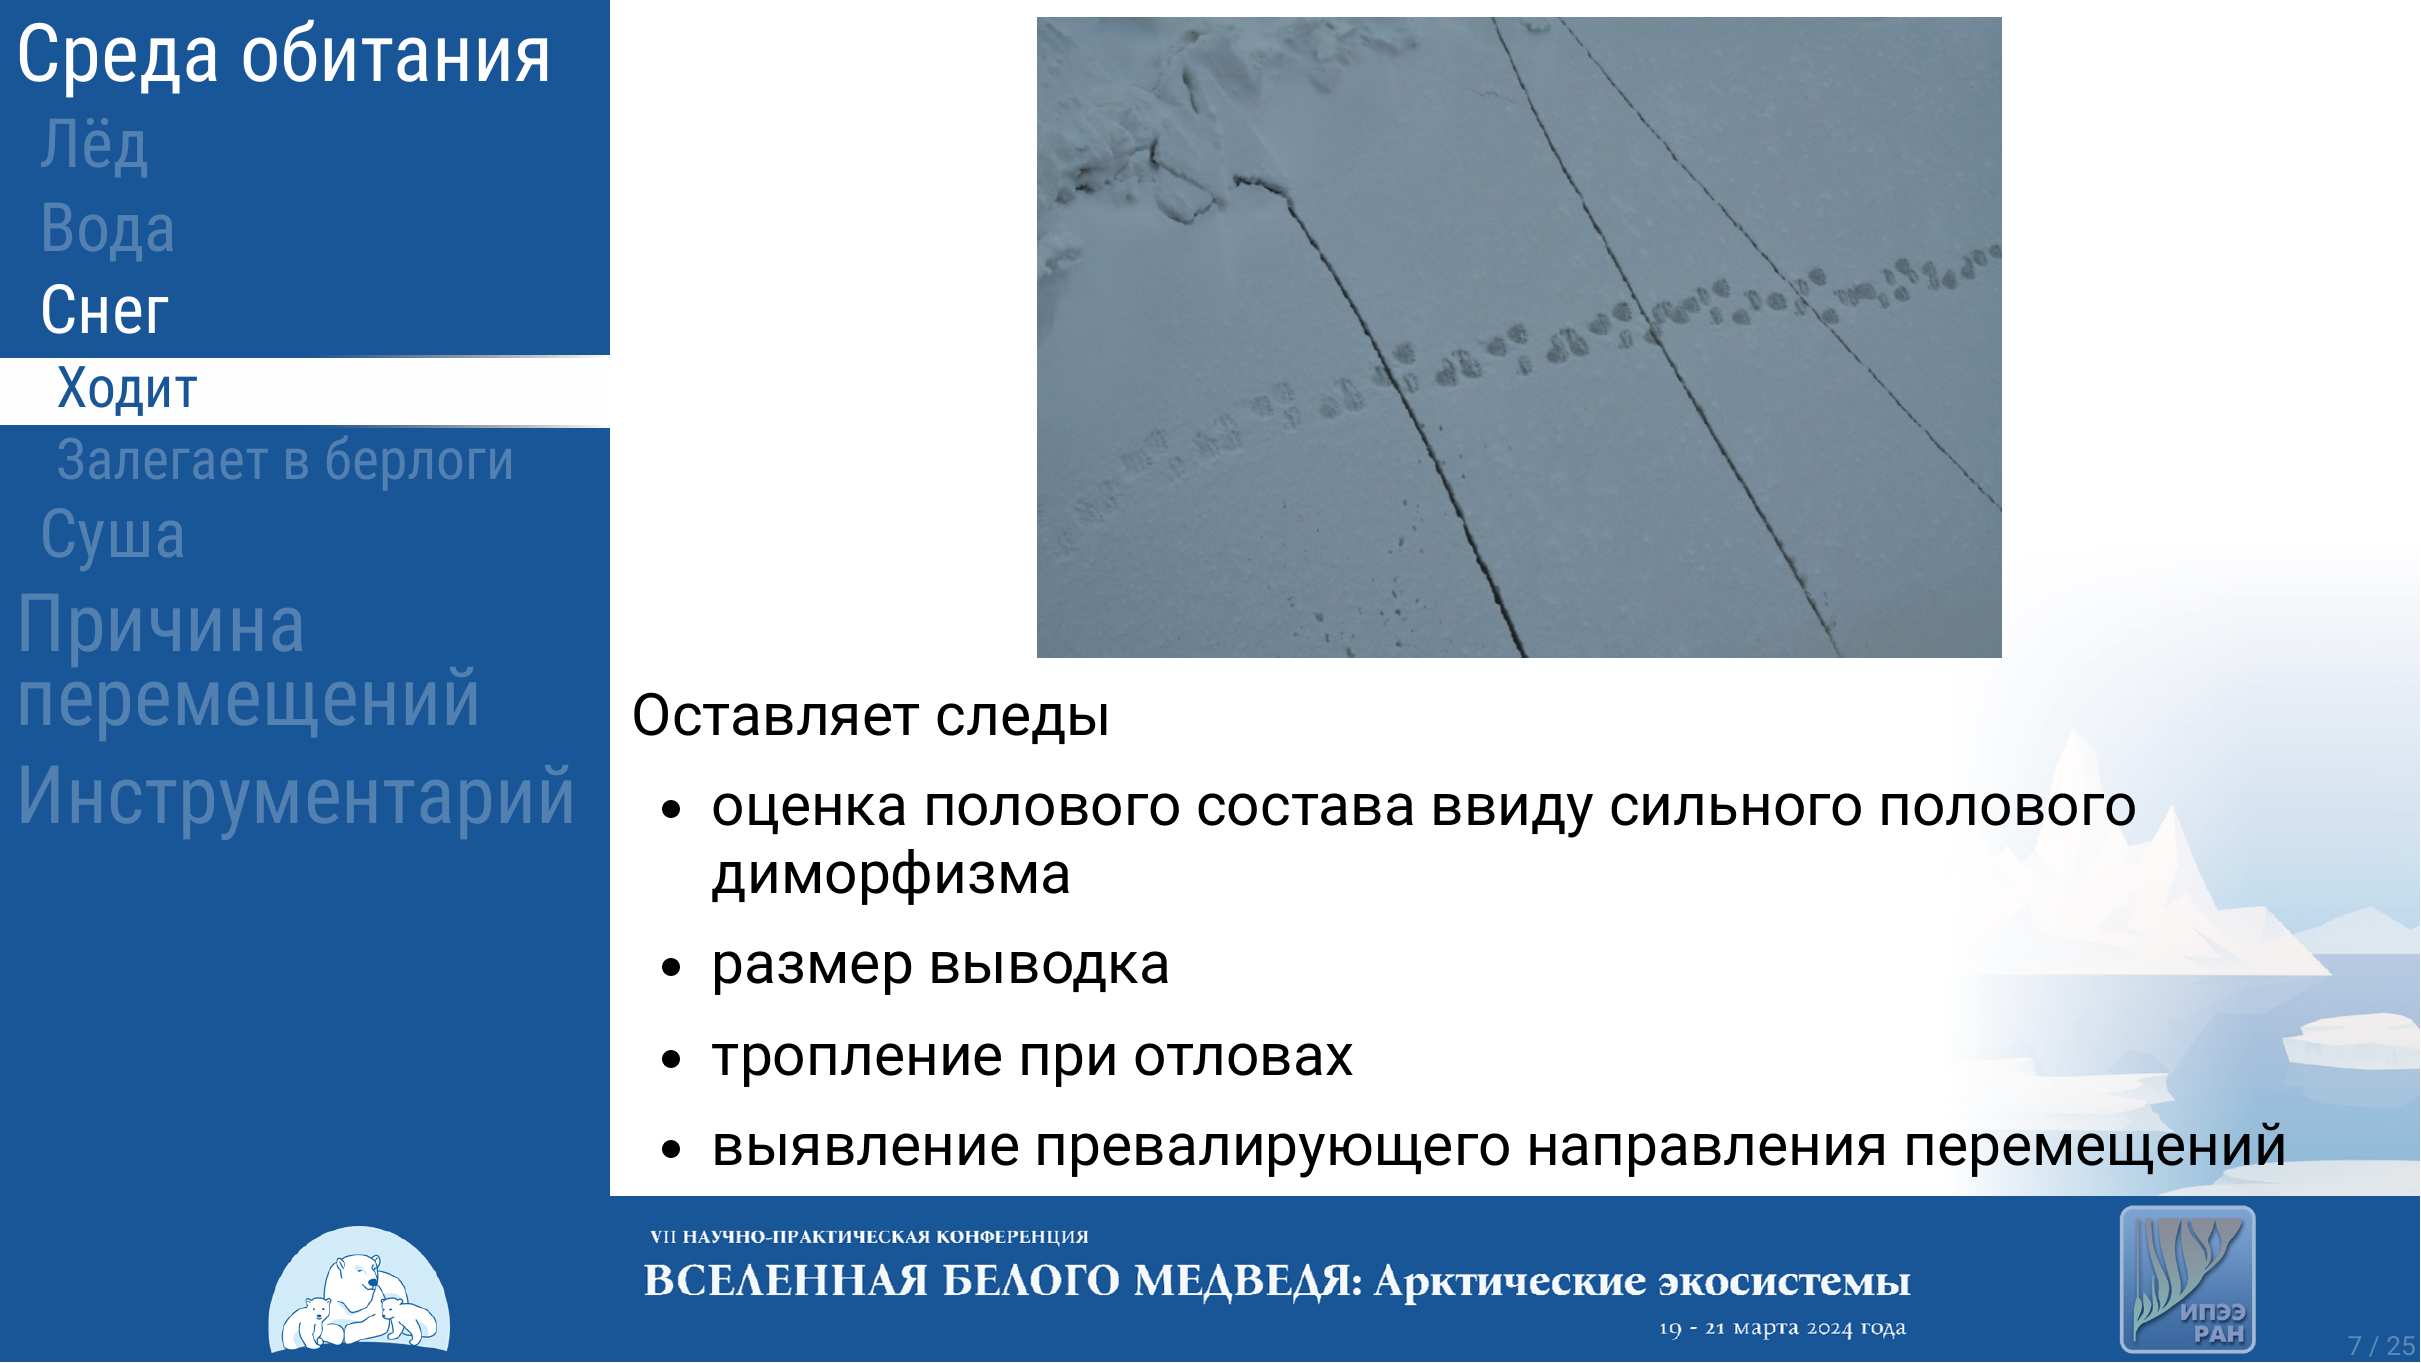 Среда обитания
Лёд
Вода
Снег
Ходит
Залегает в берлоги
Суша
Причина
перемещений
Инструментарий
Оставляет следы
• оценка полового состава ввиду сильного полового
диморфизма
• размер выводка
• тропление при отловах
• выявление превалирующего направления перемещений
VII НАУЧНО-ПРАКТИЧЕСКАЯ КОНФЕРЕНЦИЯ
ВСЕЛЕННАЯ БЕЛОГО МЕДВЕДЯ: Арктические экосистемы
19 - 21 марта 2024 года
ИПЭЭ
РАН
7 / 25